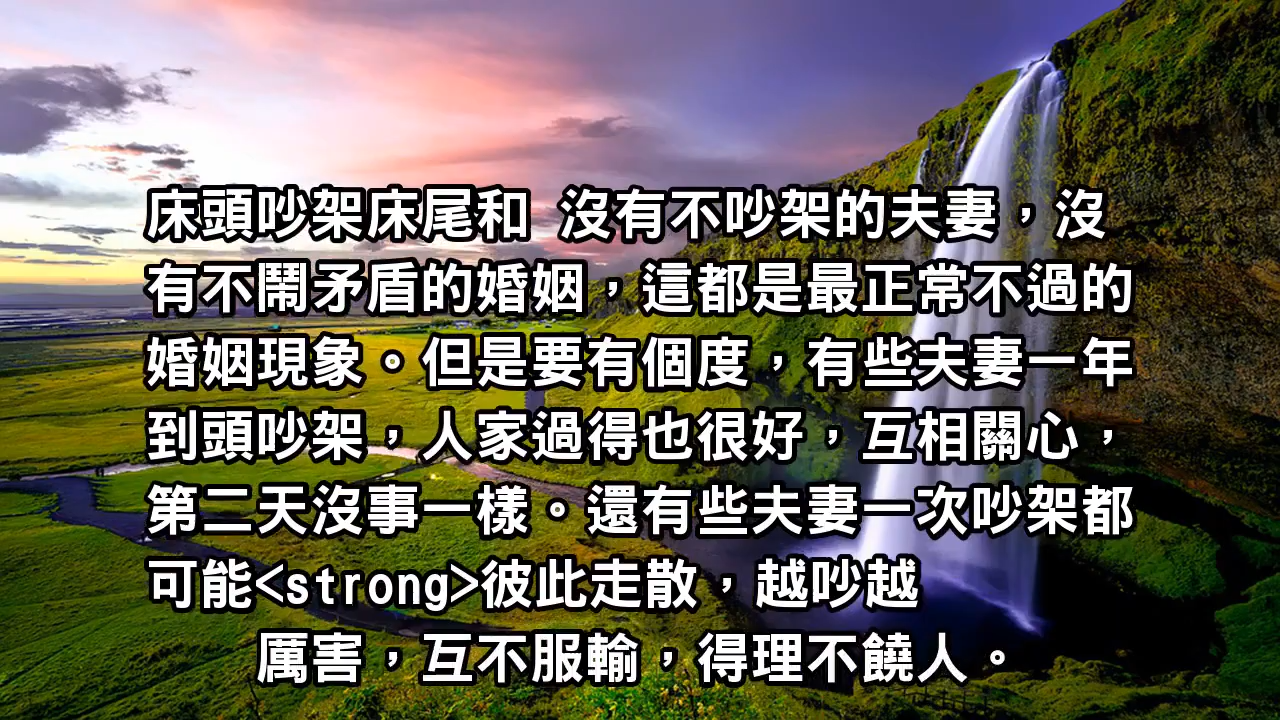 床頭吵架床尾和 沒有不吵架的夫妻，沒
有不鬧矛盾的婚姻，這都是最正常不過的
婚姻現象。但是要有個度，有些夫妻一年
到頭吵架，人家過得也很好，互相關心，
第二天沒事一樣。還有些夫妻一次吵架都
可能<strong>彼此走散，越吵越
厲害，互不服輸，得理不饒人。